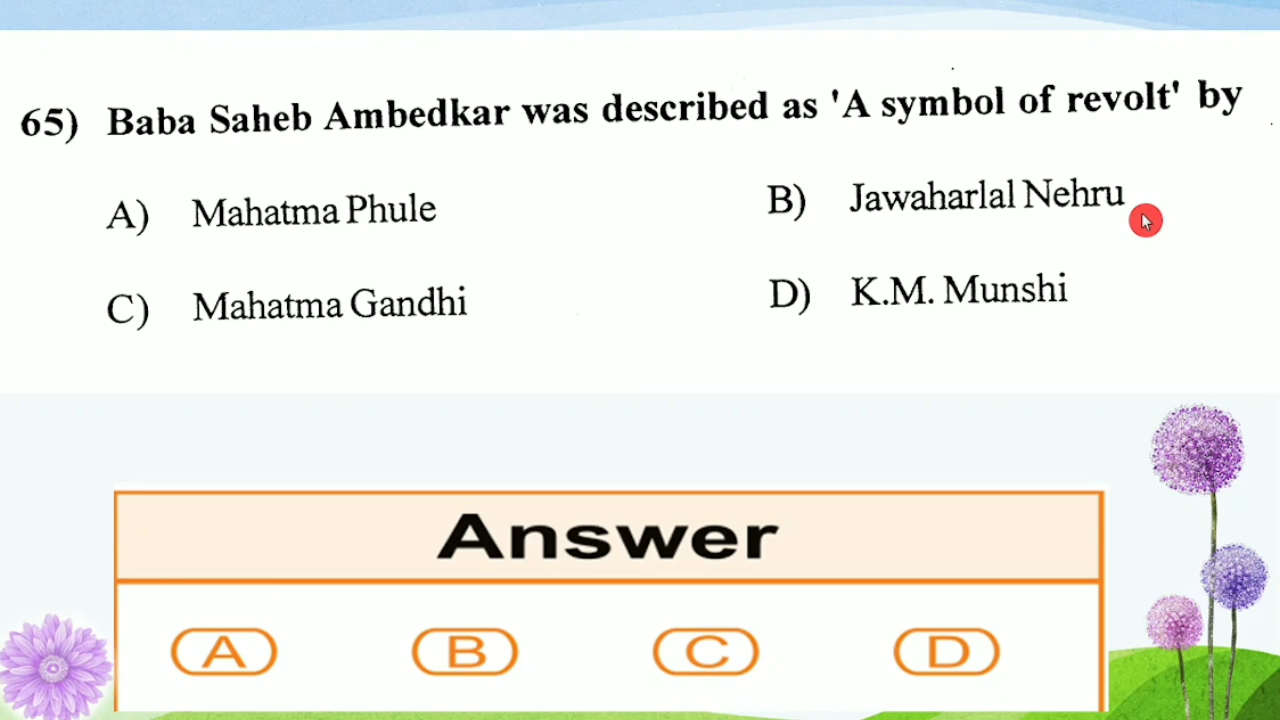 65) Baba Saheb Ambedkar was described as 'A symbol of revolt' by
A) Mahatma Phule B) Jawaharlal Nehru
C) Mahatma Gandhi D) K.M. Munshi
Answer
A B C D